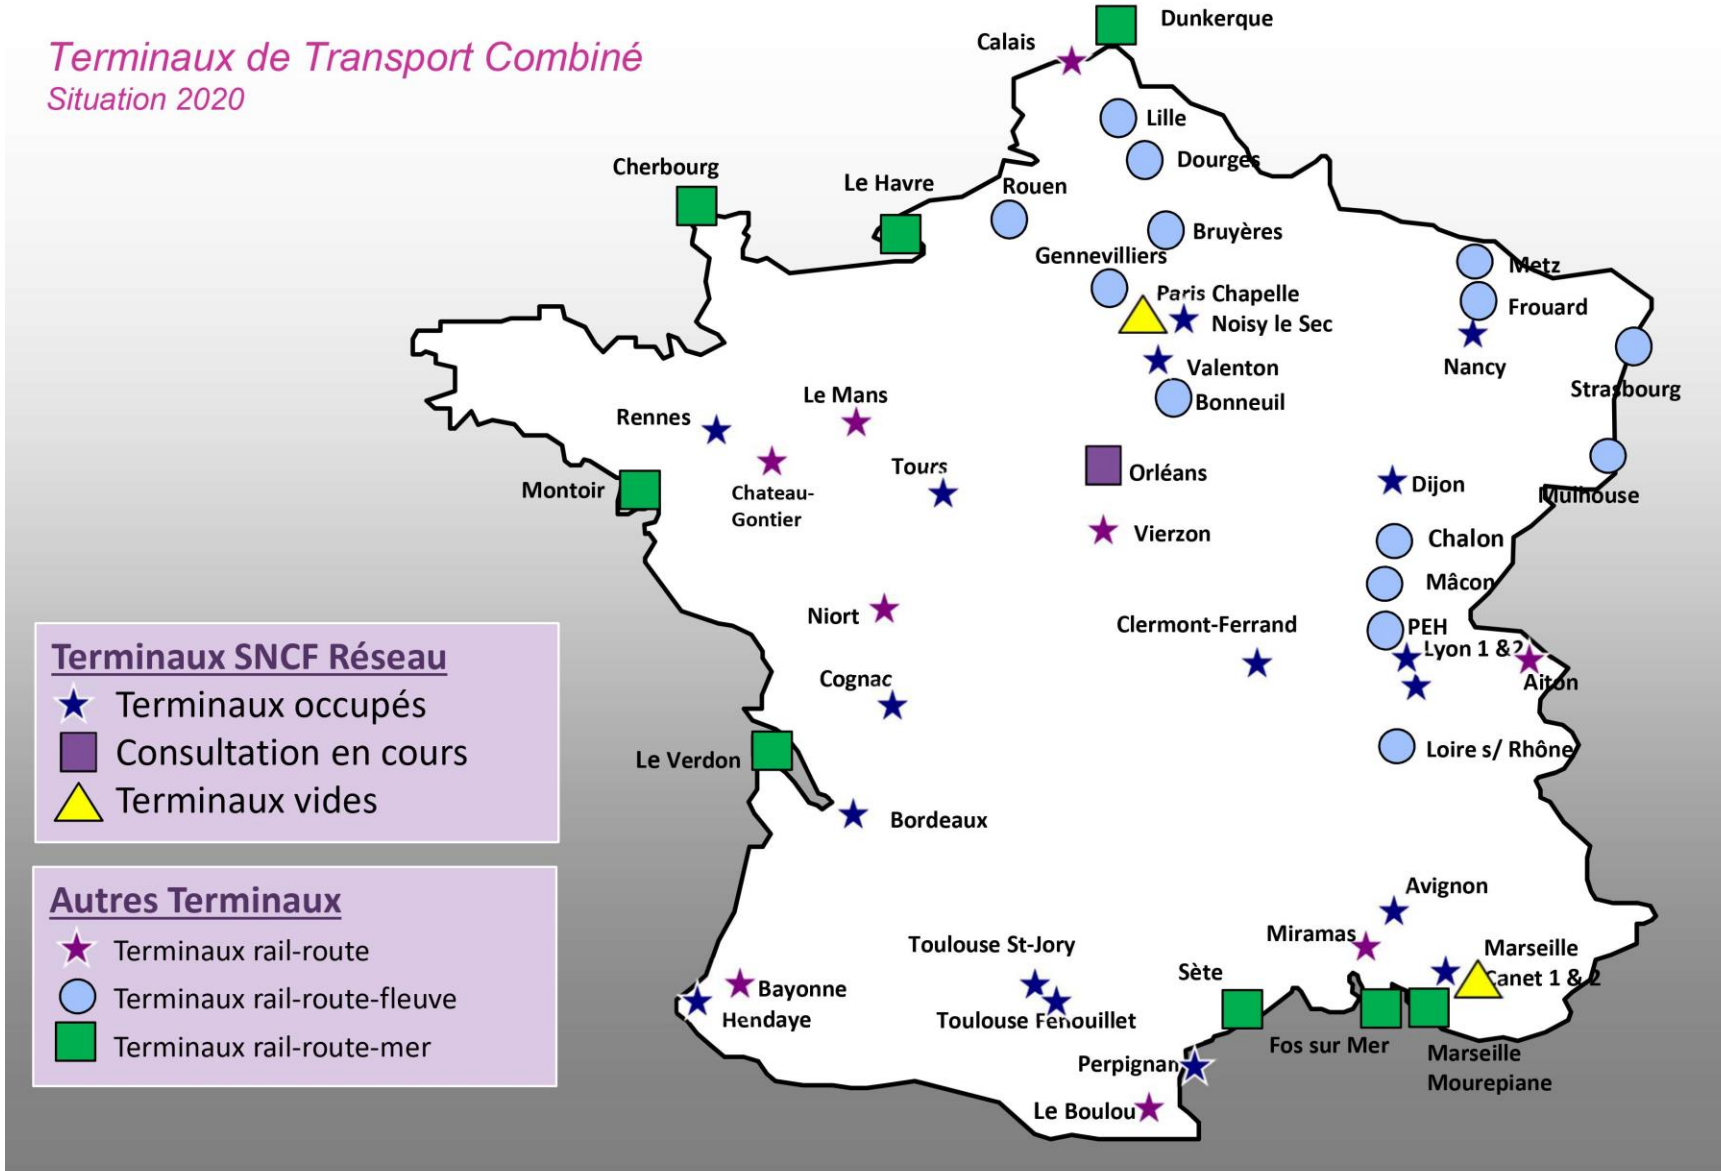 Terminaux de Transport Combiné
Situation 2020
Dunkerque
Calais
Lille
Dourges
Cherbourg
Le Havre
Rouen
Bruyères
Gennevilliers
Metz
Paris Chapelle
Frouard
Noisy le Sec
Nancy
Valenton
Strasbourg
Bonneuil
Le Mans
Rennes
Tours
Orléans
Montoir
Chateau-
Gontier
Dijon
Mulhouse
Vierzon
Chalon
Mâcon
Niort
Clermont-Ferrand
PEH
Lyon 1 &2
Cognac
Aiton
Le Verdon
Loire s/ Rhône
Bordeaux
Terminaux SNCF Réseau
Terminaux occupés
Consultation en cours
Terminaux vides
Autres Terminaux
Terminaux rail-route
Terminaux rail-route-fleuve
Terminaux rail-route-mer
Avignon
Miramas
Toulouse St-Jory
Marseille
Canet 1 & 2
Sète
Bayonne
Hendaye
Toulouse Fenouillet
Fos sur Mer
Marseille
Mourepiane
Perpignan
Le Boulou